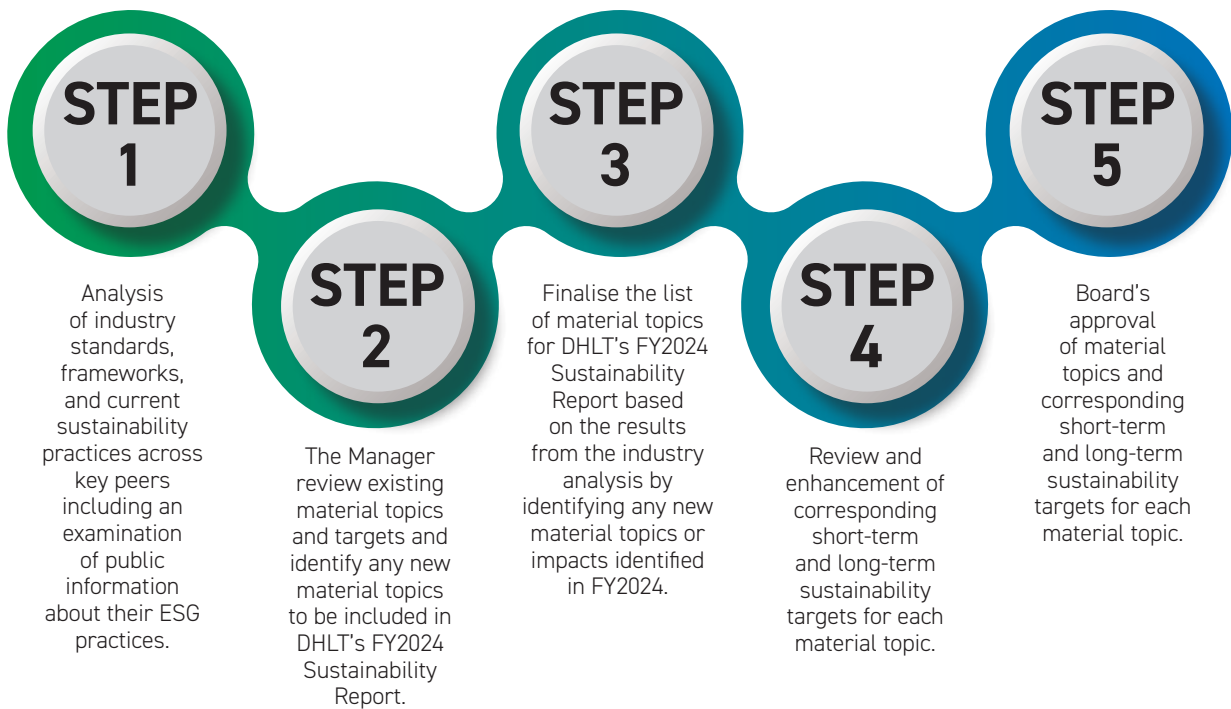 STEP
1
Analysis
of industry
standards,
frameworks,
and current
sustainability
practices across
key peers
including an
examination
of public
information
about their ESG
practices.
STEP
2
The Manager
review existing
material topics
and targets and
identify any new
material topics
to be included in
DHLT's FY2024
Sustainability
Report.
STEP
3
Finalise the list
of material topics
for DHLT's FY2024
Sustainability
Report based
on the results
from the industry
analysis by
identifying any new
material topics or
impacts identified
in FY2024.
STEP
4
Review and
enhancement of
corresponding
short-term
and long-term
sustainability
targets for each
material topic.
STEP
5
Board's
approval
of material
topics and
corresponding
short-term
and long-term
sustainability
targets for each
material topic.